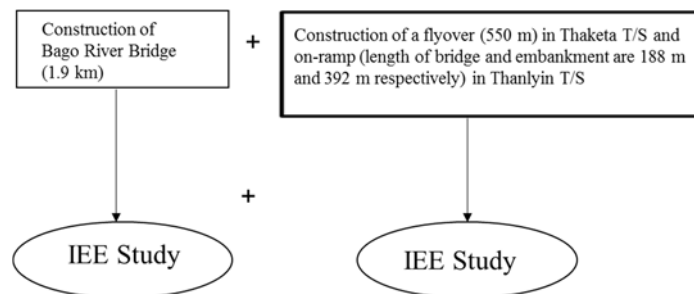 Construction of
Bago River Bridge
(1.9 km)
+
Construction of a flyover (550 m) in Thaketa T/S and
on-ramp (length of bridge and embankment are 188 m
and 392 m respectively) in Thanlyin T/S
+
IEE Study
IEE Study